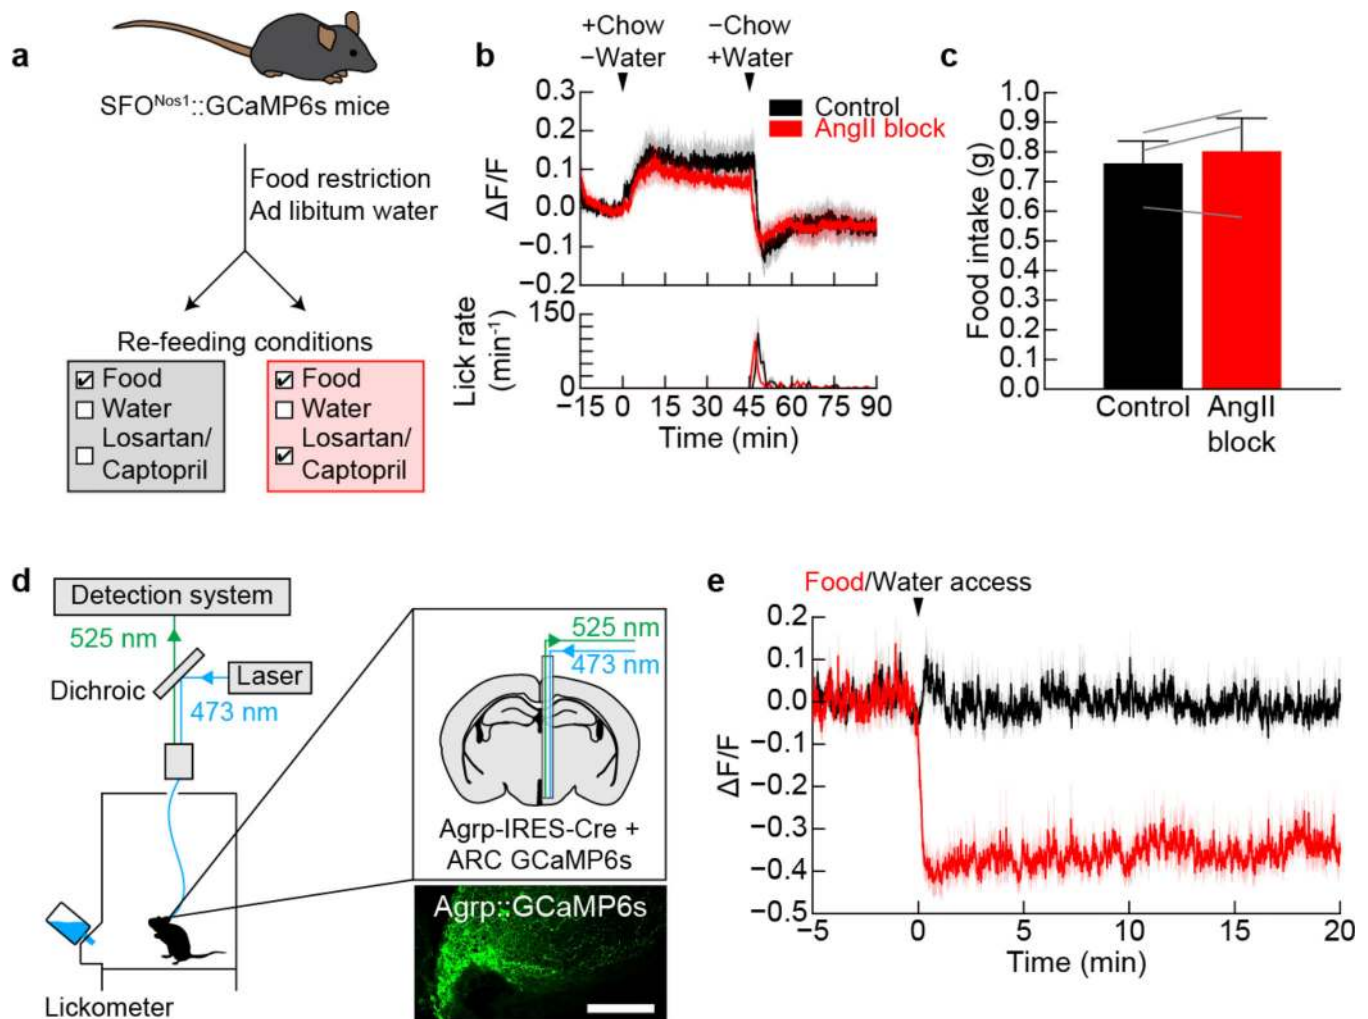 a
SFO^Nos1::GCaMP6s mice
Food restriction
Ad libitum water
Re-feeding conditions
Food
Water
Losartan/
Captopril
Food
Water
Losartan/
Captopril
b
+Chow
−Water
−Chow
+Water
Control
AngII block
ΔF/F
0.3
0.2
0.1
0.0
−0.1
−0.2
Lick rate
(min⁻¹)
150
0
−15 0 15 30 45 60 75 90
Time (min)
c
Food intake (g)
1.0
0.9
0.8
0.7
0.6
0.5
0.4
0.3
0.2
0.1
0.0
Control
AngII
block
d
Detection system
525 nm
Dichroic
Laser
473 nm
Lickometer
525 nm
473 nm
Agrp-IRES-Cre +
ARC GCaMP6s
Agrp::GCaMP6s
e
Food/Water access
ΔF/F
0.2
0.1
0.0
−0.1
−0.2
−0.3
−0.4
−0.5
−5 0 5 10 15 20
Time (min)